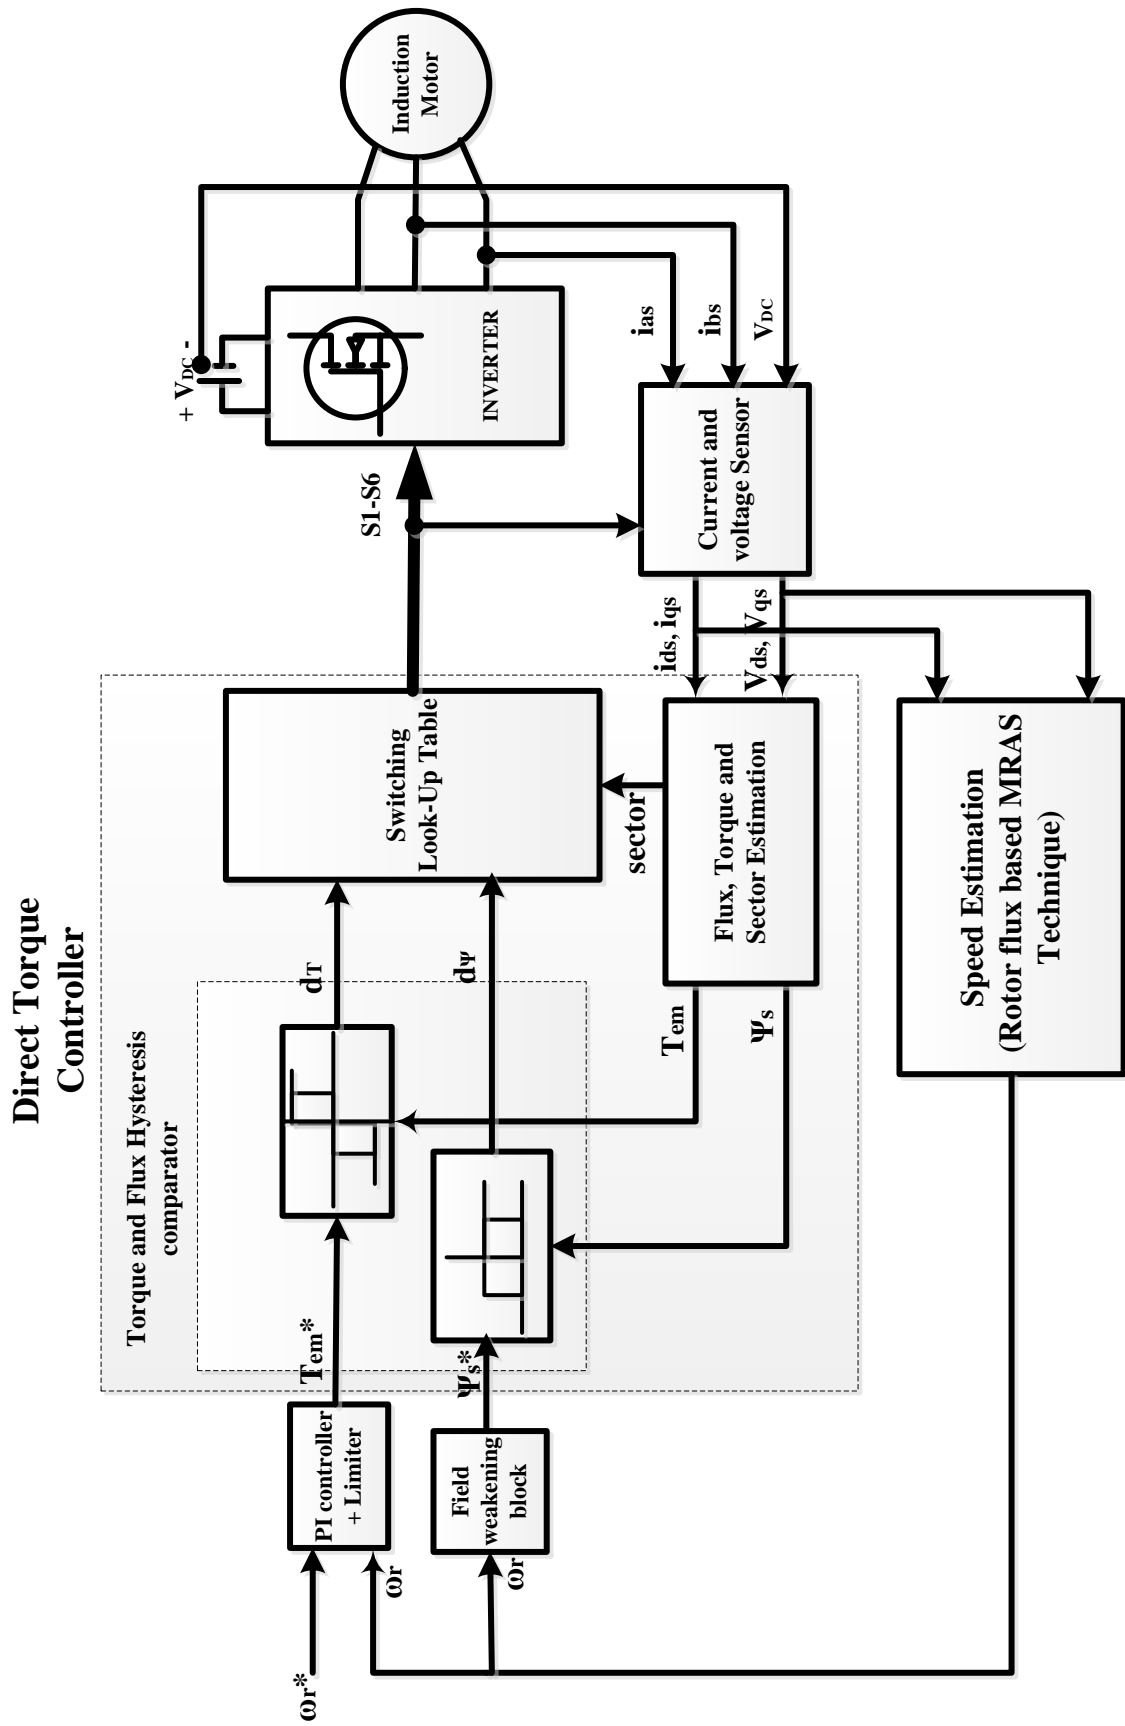 Direct Torque
Controller
Torque and Flux Hysteresis
comparator
ωr*
ωr
PI controller
+ Limiter
Tem*
dT
ωr
Field
weakening
block
Ψs*
dΨ
Switching
Look-Up Table
sector
Tem
Ψs
Flux, Torque and
Sector Estimation
ids, iqs
Vds, Vqs
S1-S6
+ VDC -
INVERTER
Induction
Motor
ias
ibs
VDC
Current and
voltage Sensor
Speed Estimation
(Rotor flux based MRAS
Technique)